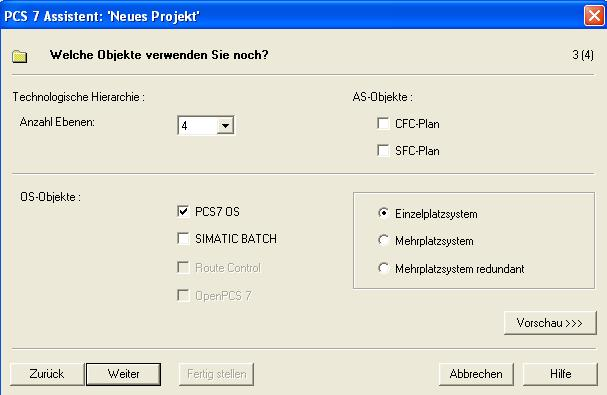 PCS 7 Assistent: 'Neues Projekt'
Welche Objekte verwenden Sie noch? 3 (4)
Technologische Hierarchie :
Anzahl Ebenen: 4
AS-Objekte :
CFC-Plan
SFC-Plan
OS-Objekte :
PCS7 OS
SIMATIC BATCH
Route Control
OpenPCS 7
Einzelplatzsystem
Mehrplatzsystem
Mehrplatzsystem redundant
Vorschau >>>
Zurück Weiter Fertig stellen Abbrechen Hilfe